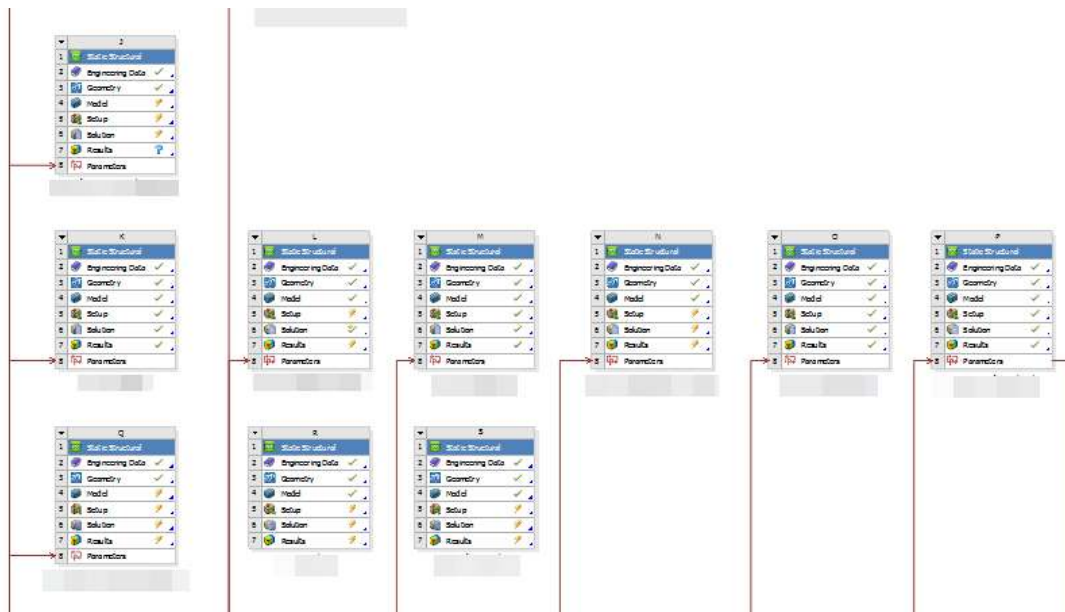 J
1 Static Structural
2 Engineering Data
3 Geometry
4 Model
5 Setup
6 Solution
7 Results
8 Parameters
K
1 Static Structural
2 Engineering Data
3 Geometry
4 Model
5 Setup
6 Solution
7 Results
8 Parameters
L
1 Static Structural
2 Engineering Data
3 Geometry
4 Model
5 Setup
6 Solution
7 Results
8 Parameters
M
1 Static Structural
2 Engineering Data
3 Geometry
4 Model
5 Setup
6 Solution
7 Results
8 Parameters
N
1 Static Structural
2 Engineering Data
3 Geometry
4 Model
5 Setup
6 Solution
7 Results
8 Parameters
O
1 Static Structural
2 Engineering Data
3 Geometry
4 Model
5 Setup
6 Solution
7 Results
8 Parameters
P
1 Static Structural
2 Engineering Data
3 Geometry
4 Model
5 Setup
6 Solution
7 Results
8 Parameters
Q
1 Static Structural
2 Engineering Data
3 Geometry
4 Model
5 Setup
6 Solution
7 Results
8 Parameters
R
1 Static Structural
2 Engineering Data
3 Geometry
4 Model
5 Setup
6 Solution
7 Results
S
1 Static Structural
2 Engineering Data
3 Geometry
4 Model
5 Setup
6 Solution
7 Results